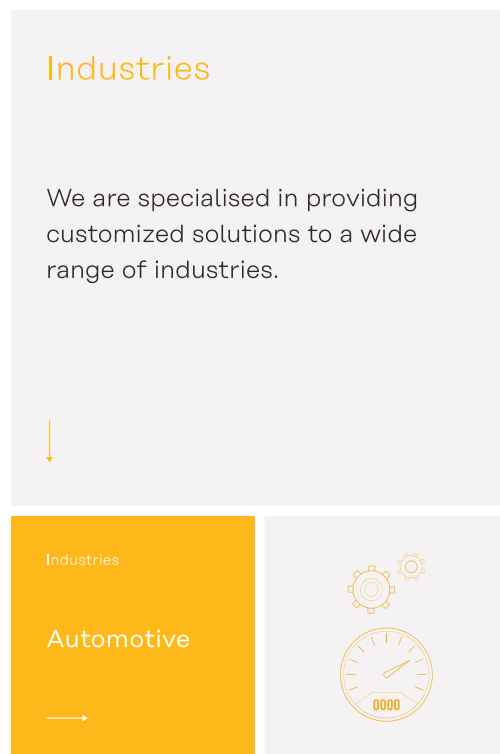 Industries
We are specialised in providing
customized solutions to a wide
range of industries.
Industries
Automotive
0000